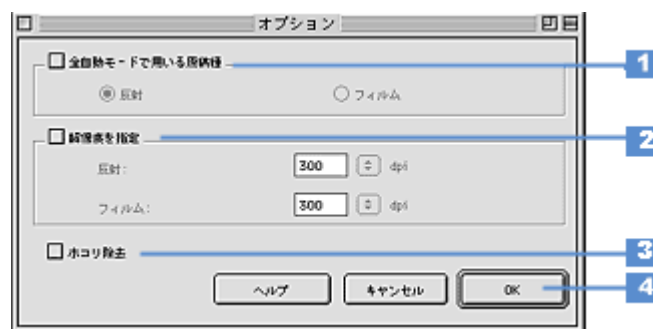 オプション
全自動モードで用いる原稿種
1
反射
フィルム
解像度を指定
2
反射:
300
dpi
フィルム:
300
dpi
ホコリ除去
3
ヘルプ
キャンセル
OK
4